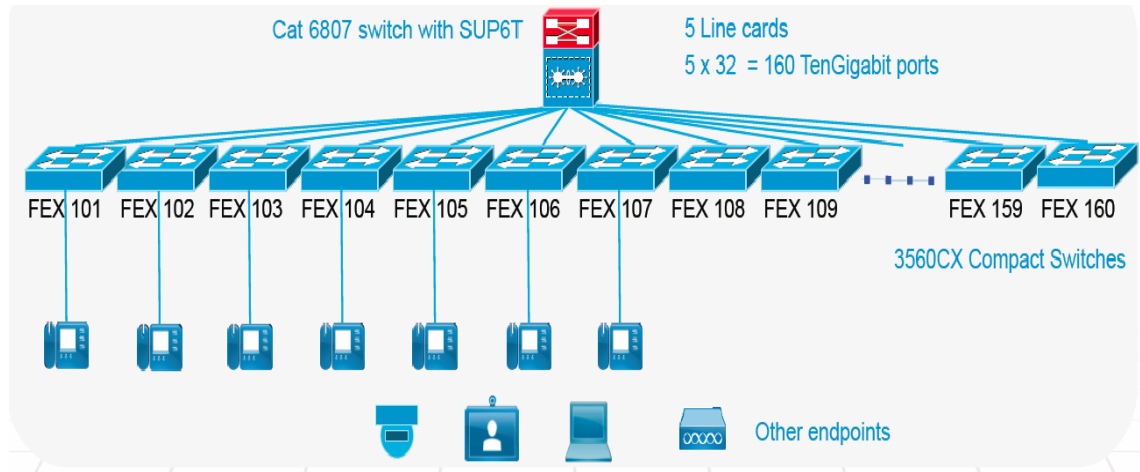 Cat 6807 switch with SUP6T
5 Line cards
5 x 32 = 160 TenGigabit ports
FEX 101
FEX 102
FEX 103
FEX 104
FEX 105
FEX 106
FEX 107
FEX 108
FEX 109
FEX 159
FEX 160
3560CX Compact Switches
Other endpoints